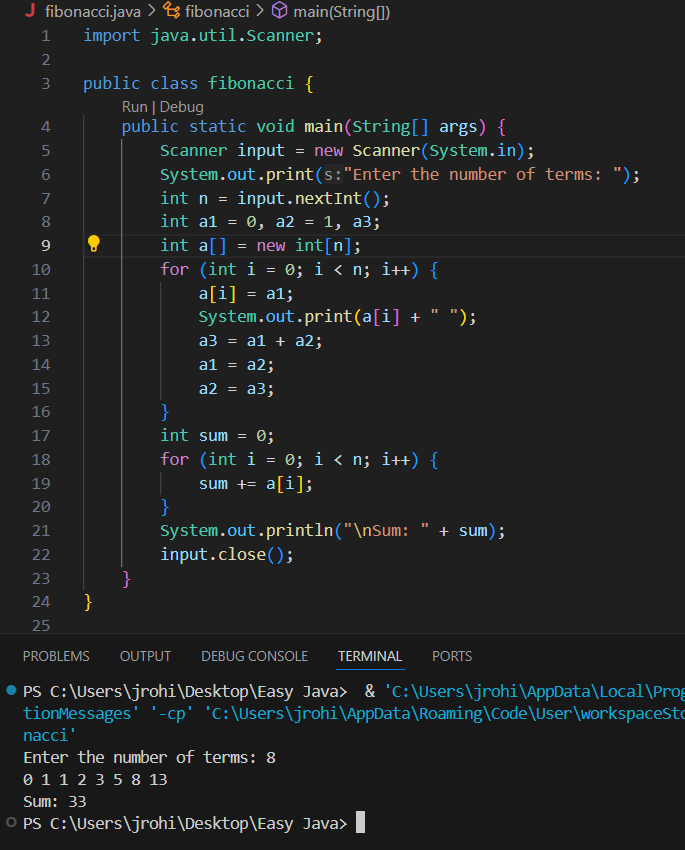 J fibonacci.java > fibonacci > main(String[])
1 import java.util.Scanner;
2
3 public class fibonacci {
Run | Debug
4 public static void main(String[] args) {
5 Scanner input = new Scanner(System.in);
6 System.out.print(s:"Enter the number of terms: ");
7 int n = input.nextInt();
8 int a1 = 0, a2 = 1, a3;
9 int a[] = new int[n];
10 for (int i = 0; i < n; i++) {
11 a[i] = a1;
12 System.out.print(a[i] + " ");
13 a3 = a1 + a2;
14 a1 = a2;
15 a2 = a3;
16 }
17 int sum = 0;
18 for (int i = 0; i < n; i++) {
19 sum += a[i];
20 }
21 System.out.println("\nSum: " + sum);
22 input.close();
23 }
24 }
25
PROBLEMS OUTPUT DEBUG CONSOLE TERMINAL PORTS
PS C:\Users\jrohi\Desktop\Easy Java> & 'C:\Users\jrohi\AppData\Local\Prog
tionMessages' '-cp' 'C:\Users\jrohi\AppData\Roaming\Code\User\workspaceSto
nacci'
Enter the number of terms: 8
0 1 1 2 3 5 8 13
Sum: 33
PS C:\Users\jrohi\Desktop\Easy Java>